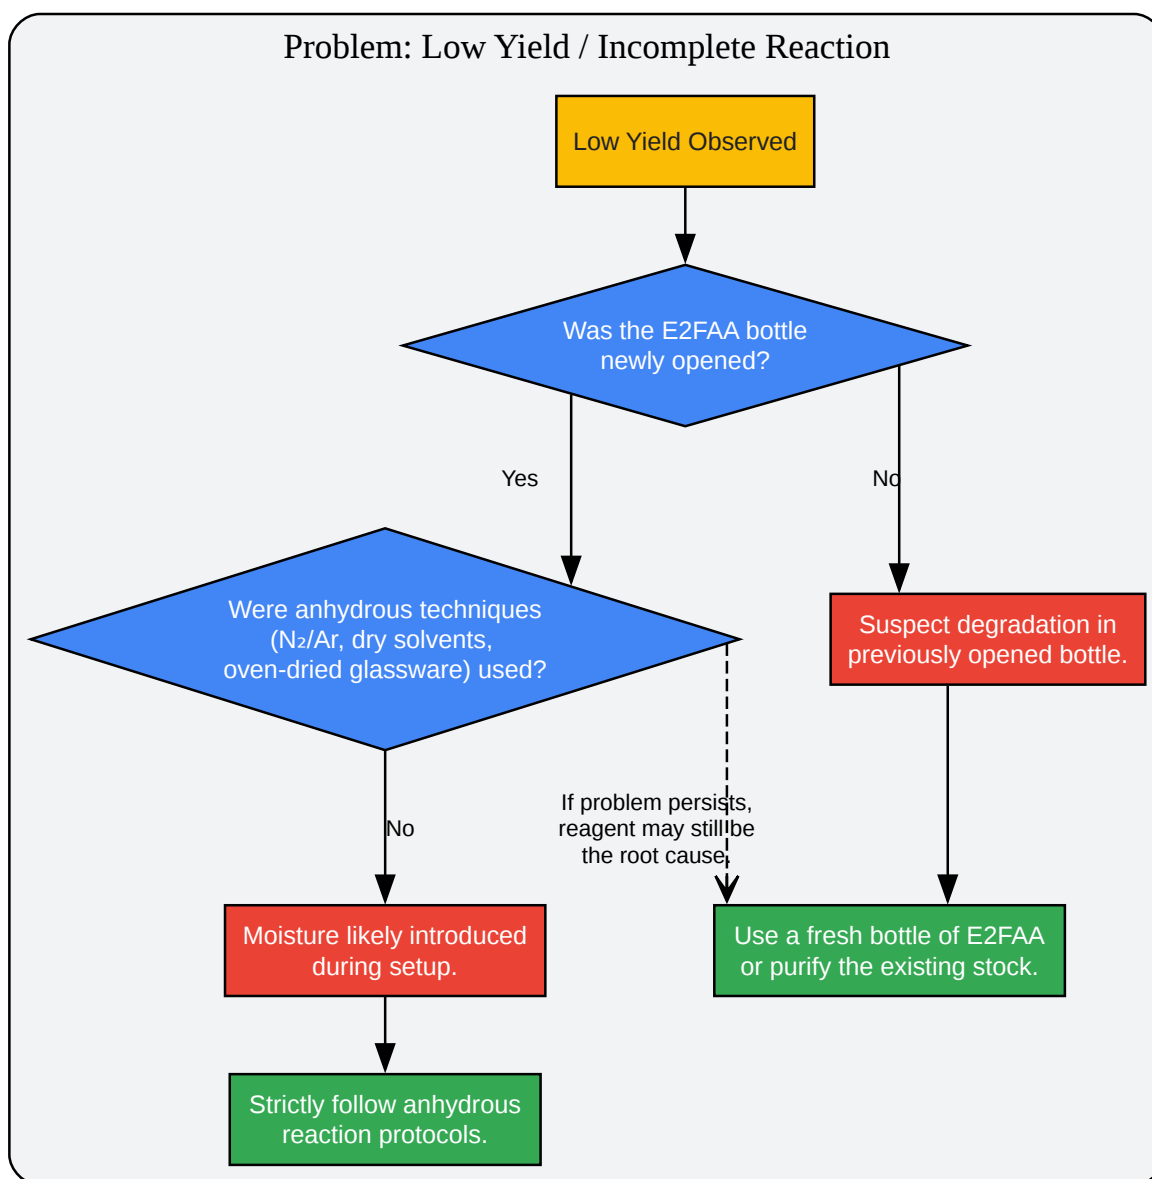 Problem: Low Yield / Incomplete Reaction
Low Yield Observed
Was the E2FAA bottle
newly opened?
Yes
No
Were anhydrous techniques
(N₂/Ar, dry solvents,
oven-dried glassware) used?
Suspect degradation in
previously opened bottle.
If problem persists,
reagent may still be
the root cause.
No
Moisture likely introduced
during setup.
Use a fresh bottle of E2FAA
or purify the existing stock.
Strictly follow anhydrous
reaction protocols.